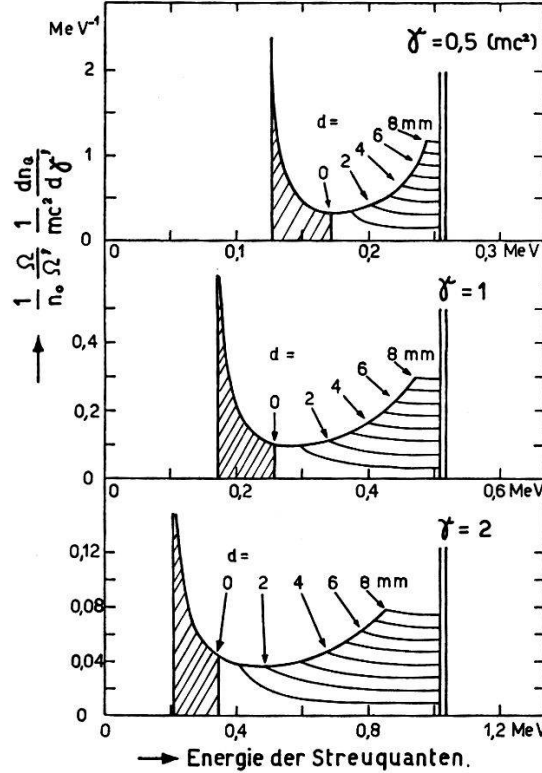 MeV⁻¹
γ = 0,5 (mc²)
2
1
0
d =
0
2
4
6
8 mm
0,1
0,2
0,3 MeV
γ = 1
0,4
0,2
0
d =
0
2
4
6
8 mm
0
0,2
0,4
0,6 MeV
γ = 2
0,12
0,08
0,04
0
d =
0
2
4
6
8 mm
0
0,4
0,8
1,2 MeV
→ Energie der Streuquanten.
→ 1/n₀ Ω/Ω' 1/mc² dn_Ω/dγ'